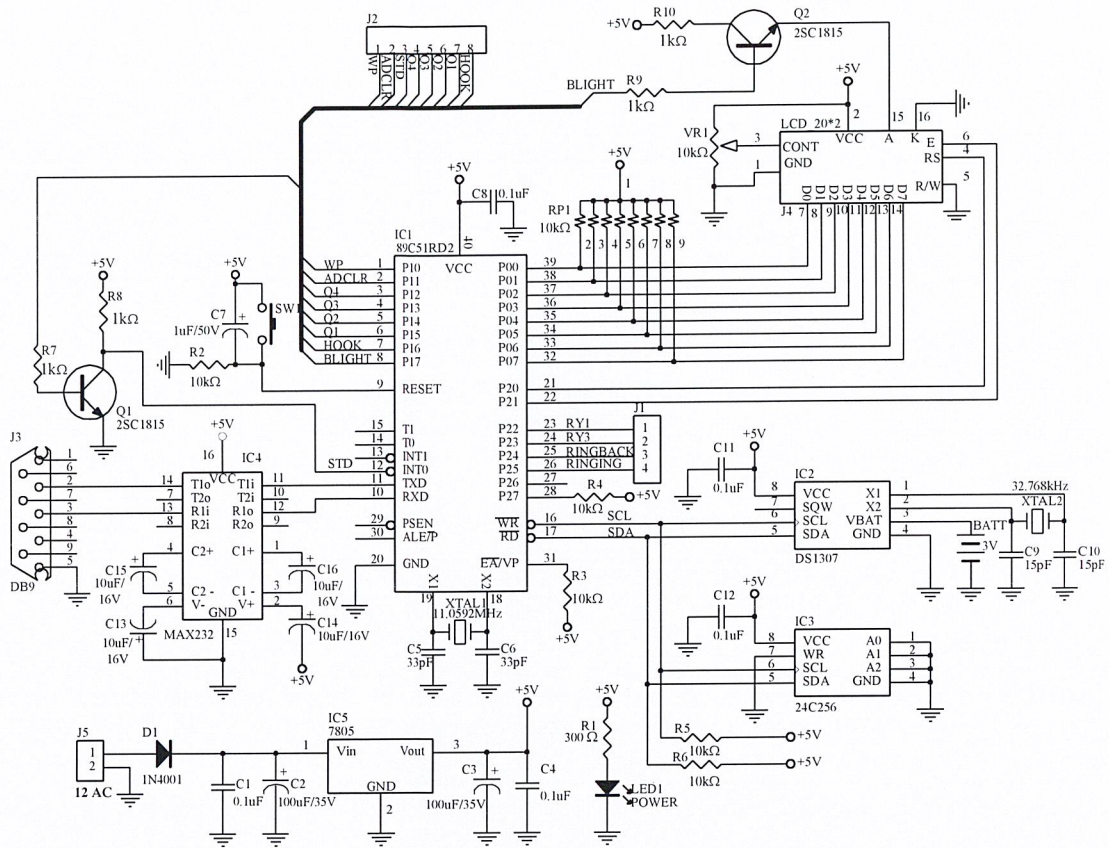 J2
1 2 3 4 5 6 7 8
WP ADCLR STD Q4 Q3 Q2 Q1 HOOK
+5V R10 1kΩ
Q2
2SC1815
BLIGHT R9 1kΩ
+5V
VR1
10kΩ
LCD 20*2
2 15 16
VCC A K
3 CONT
1 GND
E 6
RS 4
R/W 5
D0 D1 D2 D3 D4 D5 D6 D7
J4 7 8 9 10 11 12 13 14
+5V
1
RP1
10kΩ
2 3 4 5 6 7 8 9
+5V
C8 0.1uF
IC1
89C51RD2
40
VCC
WP 1 P10
ADCLR 2 P11
Q4 3 P12
Q3 4 P13
Q2 5 P14
Q1 6 P15
HOOK 7 P16
BLIGHT 8 P17
9 RESET
15 T1
14 T0
13 INT1
STD 12 INT0
11 TXD
10 RXD
29 PSEN
30 ALE/P
20 GND
P00 39
P01 38
P02 37
P03 36
P04 35
P05 34
P06 33
P07 32
P20 21
P21 22
P22 23 RY1
P23 24 RY3
P24 25 RINGBACK
P25 26 RINGING
P26 27
P27 28
WR 16 SCL
RD 17 SDA
EA/VP 31
X1 X2
19 18
XTAL1
11.0592MHz
C5
33pF
C6
33pF
R3
10kΩ
+5V
R4
10kΩ
+5V
J1
1
2
3
4
+5V
R8
1kΩ
R7
1kΩ
Q1
2SC1815
+5V
C7
1uF/50V
SW1
R2
10kΩ
J3
1
6
2
7
3
8
4
9
5
DB9
+5V
16
VCC
IC4
14 T1o T1i 11
7 T2o T2i 10
13 R1i R1o 12
8 R2i R2o 9
4 C2+ C1+ 1
5 C2 - C1 - 3
6 V- V+ 2
GND
15
MAX232
C15
10uF/
16V
C16
10uF/
16V
C13
10uF/
16V
C14
10uF/16V
+5V
C11
0.1uF
+5V
IC2
8 VCC X1 1
7 SQW X2 2
6 SCL VBAT 3
5 SDA GND 4
DS1307
32.768kHz
XTAL2
BATT
3V
C9
15pF
C10
15pF
C12
0.1uF
+5V
IC3
8 VCC A0 1
7 WR A1 2
6 SCL A2 3
5 SDA GND 4
24C256
R5
10kΩ
+5V
R6
10kΩ
+5V
J5
1
2
12 AC
D1
1N4001
C1
0.1uF
C2
100uF/35V
IC5
7805
1 Vin Vout 3
GND
2
C3
100uF/35V
C4
0.1uF
+5V
+5V
R1
300 Ω
LED1
POWER